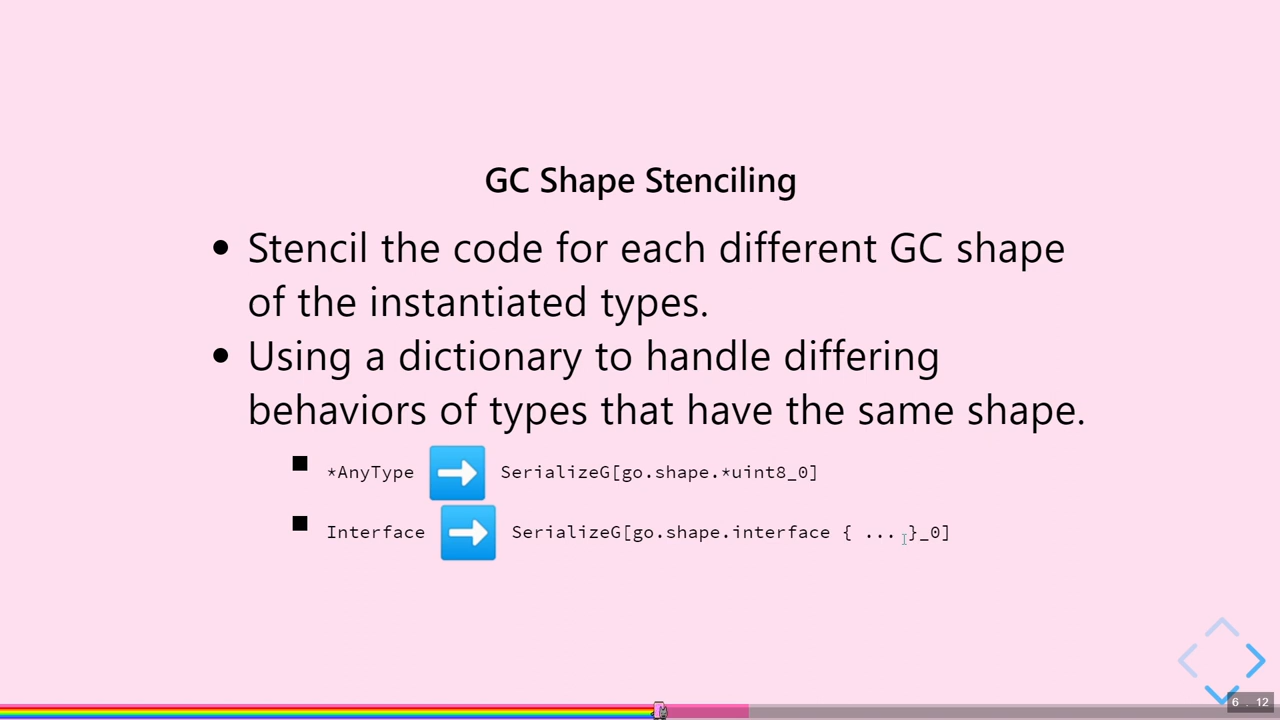 GC Shape Stenciling
Stencil the code for each different GC shape
of the instantiated types.
Using a dictionary to handle differing
behaviors of types that have the same shape.
*AnyType ➡ SerializeG[go.shape.*uint8_0]
Interface ➡ SerializeG[go.shape.interface { ... }_0]
6 . 12